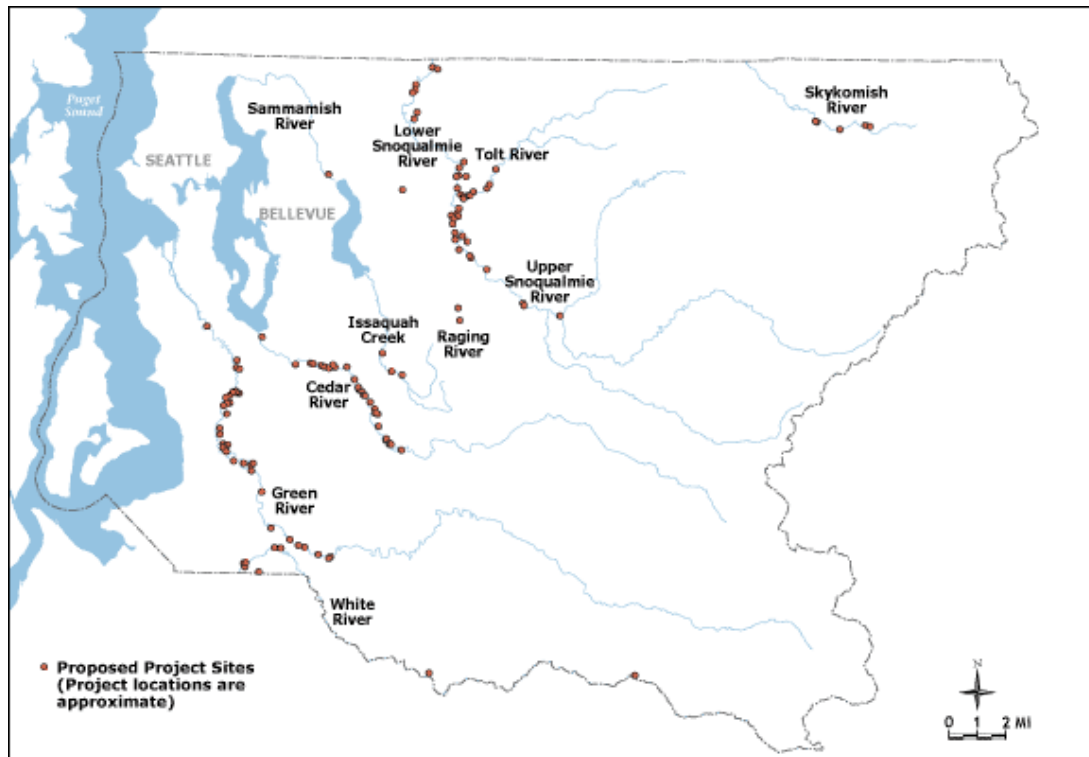 Puget
Sound
SEATTLE
Sammamish
River
BELLEVUE
Lower
Snoqualmie
River
Tolt River
Skykomish
River
Upper
Snoqualmie
River
Issaquah
Creek
Raging
River
Cedar
River
Green
River
White
River
Proposed Project Sites
(Project locations are
approximate)
N
0 1 2 MI